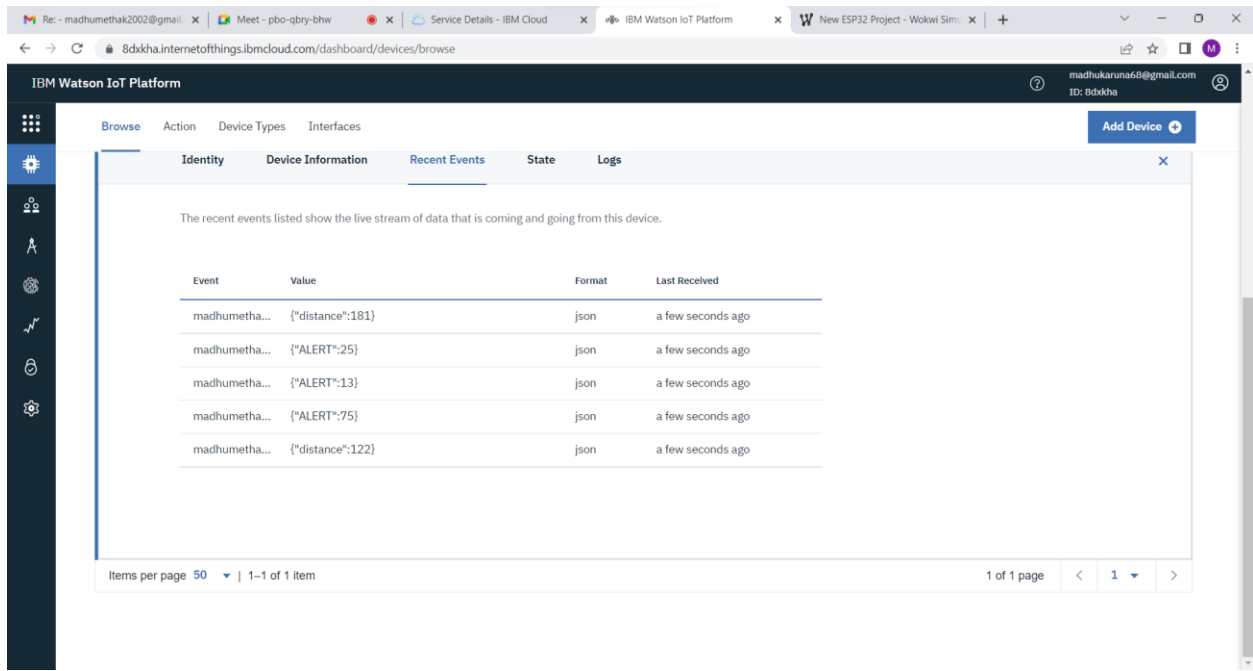 Re: - madhumethak2002@gmail. Meet - pbo-qbry-bhw Service Details - IBM Cloud IBM Watson IoT Platform New ESP32 Project - Wokwi Simu
8dxkha.internetofthings.ibmcloud.com/dashboard/devices/browse M
IBM Watson IoT Platform
madhukaruna68@gmail.com
ID: 8dxkha
Browse Action Device Types Interfaces Add Device
Identity Device Information Recent Events State Logs
The recent events listed show the live stream of data that is coming and going from this device.
Event Value Format Last Received
madhumetha... {"distance":181} json a few seconds ago
madhumetha... {"ALERT":25} json a few seconds ago
madhumetha... {"ALERT":13} json a few seconds ago
madhumetha... {"ALERT":75} json a few seconds ago
madhumetha... {"distance":122} json a few seconds ago
Items per page 50 | 1–1 of 1 item 1 of 1 page 1